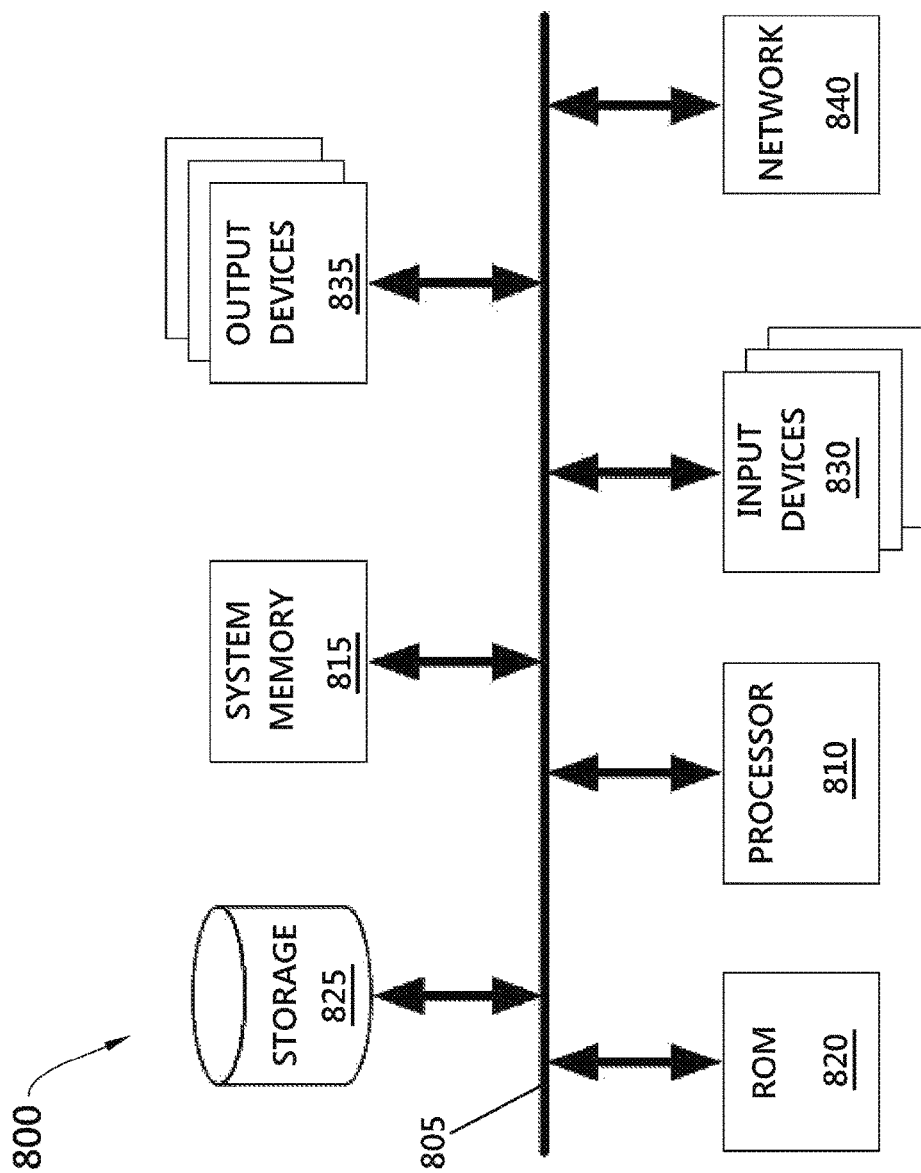 800
805
STORAGE
825
SYSTEM
MEMORY
815
OUTPUT
DEVICES
835
ROM
820
PROCESSOR
810
INPUT
DEVICES
830
NETWORK
840